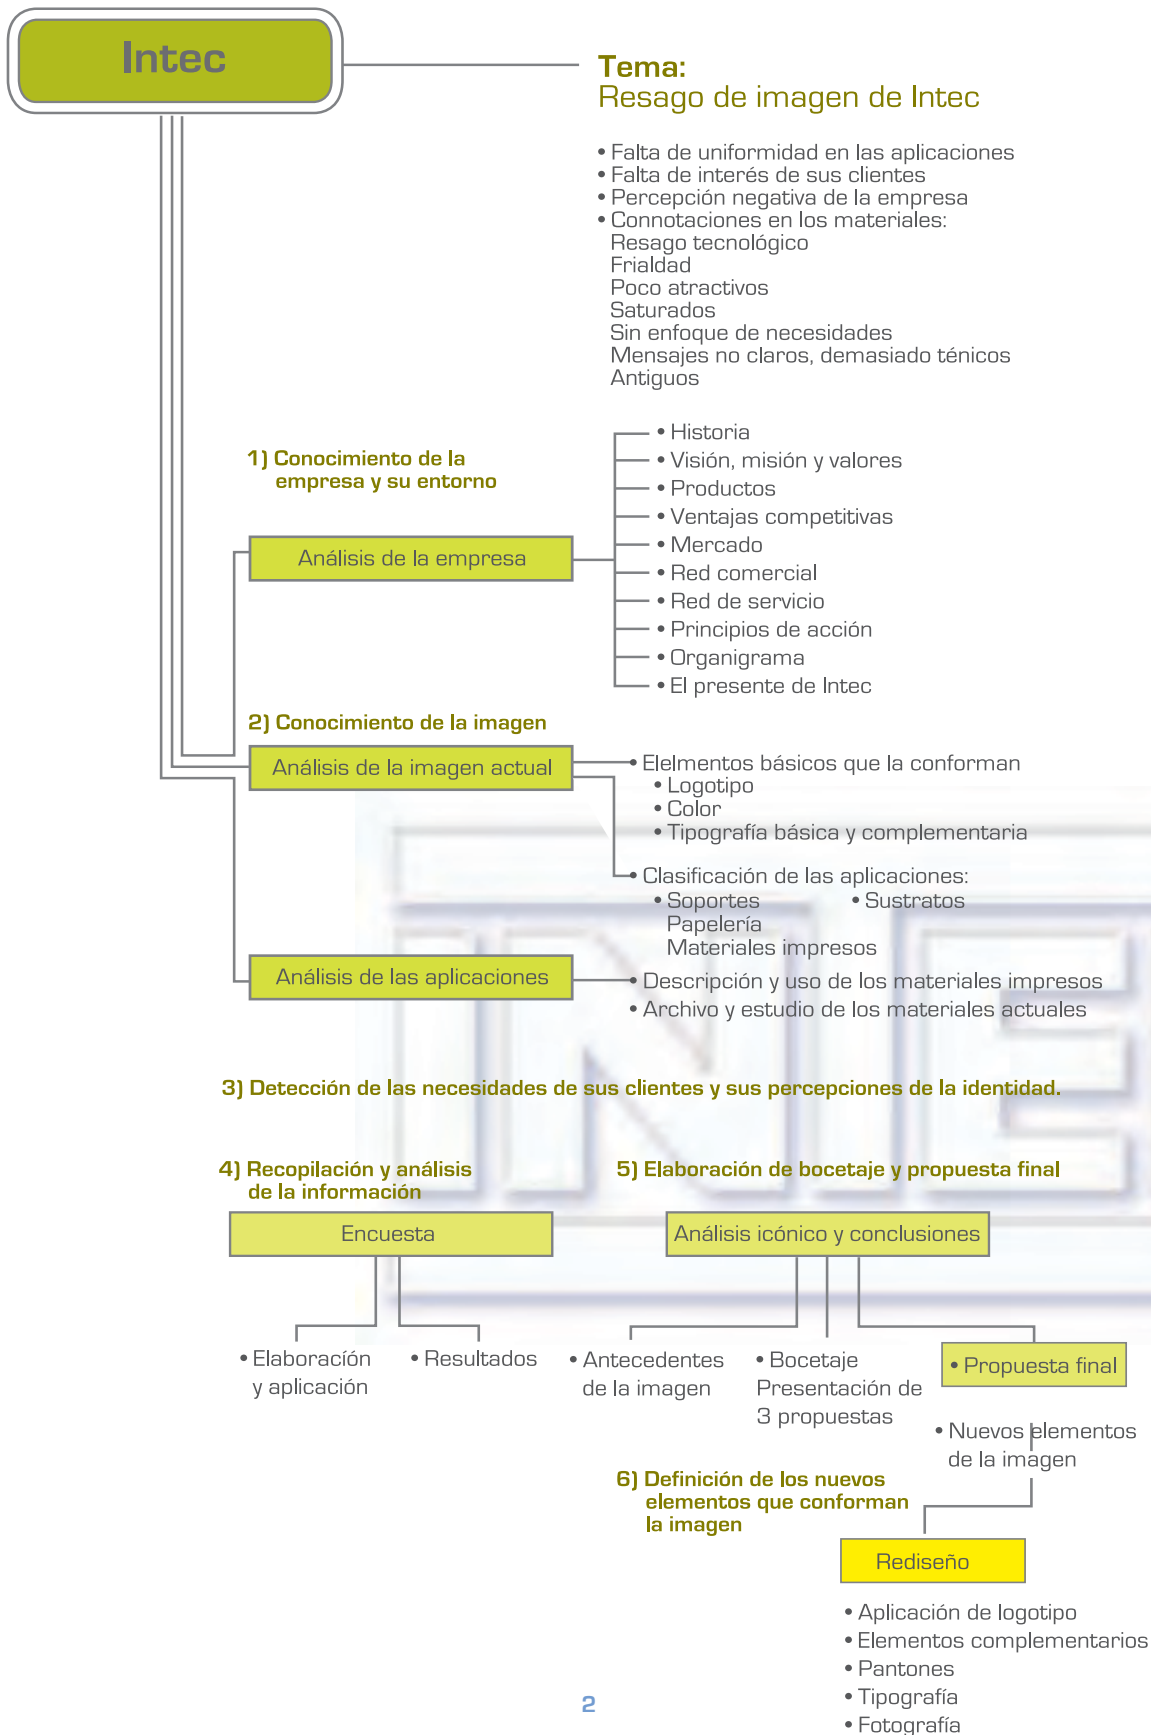 Intec
Tema:
Resago de imagen de Intec
• Falta de uniformidad en las aplicaciones
• Falta de interés de sus clientes
• Percepción negativa de la empresa
• Connotaciones en los materiales:
Resago tecnológico
Frialdad
Poco atractivos
Saturados
Sin enfoque de necesidades
Mensajes no claros, demasiado ténicos
Antiguos
1) Conocimiento de la
empresa y su entorno
Análisis de la empresa
• Historia
• Visión, misión y valores
• Productos
• Ventajas competitivas
• Mercado
• Red comercial
• Red de servicio
• Principios de acción
• Organigrama
• El presente de Intec
2) Conocimiento de la imagen
Análisis de la imagen actual
• Elelmentos básicos que la conforman
• Logotipo
• Color
• Tipografía básica y complementaria
• Clasificación de las aplicaciones:
• Soportes • Sustratos
Papelería
Materiales impresos
Análisis de las aplicaciones
• Descripción y uso de los materiales impresos
• Archivo y estudio de los materiales actuales
INTE
3) Detección de las necesidades de sus clientes y sus percepciones de la identidad.
4) Recopilación y análisis
de la información
Encuesta
• Elaboración
y aplicación
• Resultados
5) Elaboración de bocetaje y propuesta final
Análisis icónico y conclusiones
• Antecedentes
de la imagen
• Bocetaje
Presentación de
3 propuestas
• Propuesta final
• Nuevos elementos
de la imagen
6) Definición de los nuevos
elementos que conforman
la imagen
Rediseño
• Aplicación de logotipo
• Elementos complementarios
• Pantones
• Tipografía
• Fotografía
2